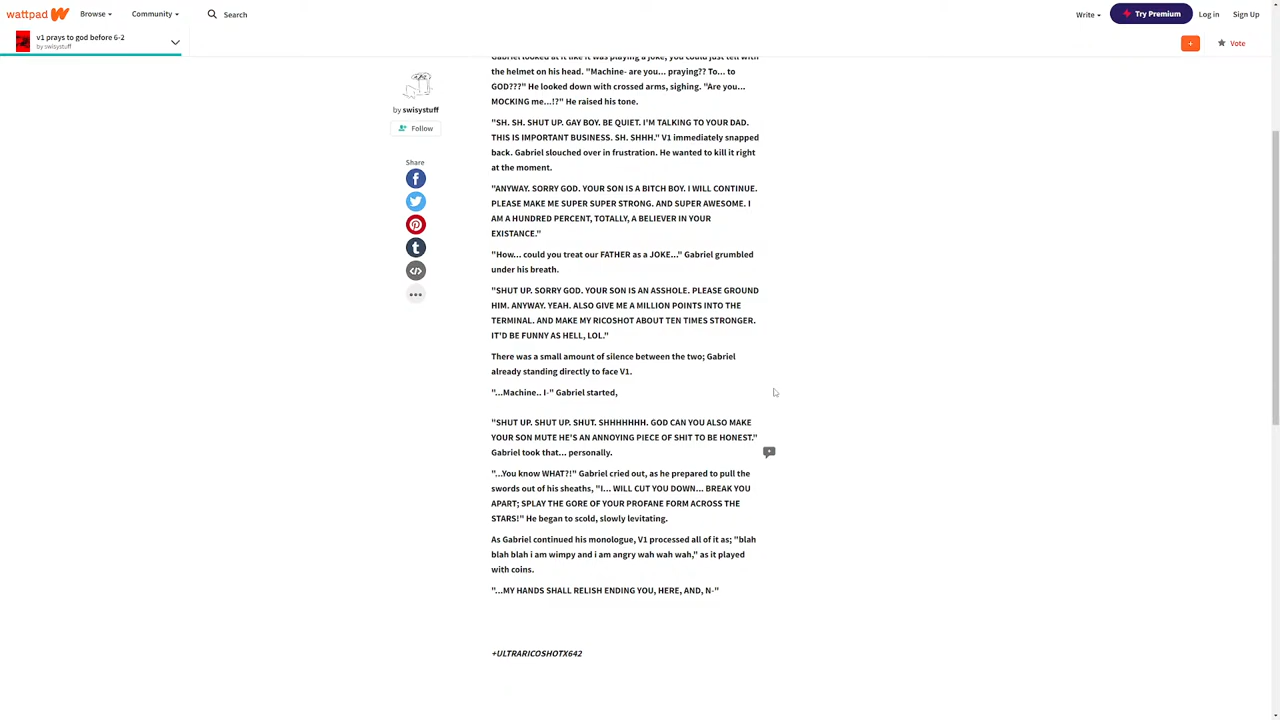 wattpad
Browse
Community
Search
Write
Try Premium
Log in
Sign Up
v1 prays to god before 6-2
by swisystuff
Vote
by swisystuff
Follow
Share
Gabriel looked at it like it was playing a joke, you could just tell with
the helmet on his head. "Machine- are you... praying?? To... to
GOD???" He looked down with crossed arms, sighing. "Are you...
MOCKING me...!?" He raised his tone.
"SH. SH. SHUT UP. GAY BOY. BE QUIET. I'M TALKING TO YOUR DAD.
THIS IS IMPORTANT BUSINESS. SH. SHHH." V1 immediately snapped
back. Gabriel slouched over in frustration. He wanted to kill it right
at the moment.
"ANYWAY. SORRY GOD. YOUR SON IS A BITCH BOY. I WILL CONTINUE.
PLEASE MAKE ME SUPER SUPER STRONG. AND SUPER AWESOME. I
AM A HUNDRED PERCENT, TOTALLY, A BELIEVER IN YOUR
EXISTANCE."
"How... could you treat our FATHER as a JOKE..." Gabriel grumbled
under his breath.
"SHUT UP. SORRY GOD. YOUR SON IS AN ASSHOLE. PLEASE GROUND
HIM. ANYWAY. YEAH. ALSO GIVE ME A MILLION POINTS INTO THE
TERMINAL. AND MAKE MY RICOSHOT ABOUT TEN TIMES STRONGER.
IT'D BE FUNNY AS HELL, LOL."
There was a small amount of silence between the two; Gabriel
already standing directly to face V1.
"...Machine.. I-" Gabriel started,
"SHUT UP. SHUT UP. SHUT. SHHHHHHH. GOD CAN YOU ALSO MAKE
YOUR SON MUTE HE'S AN ANNOYING PIECE OF SHIT TO BE HONEST."
Gabriel took that... personally.
"...You know WHAT?!" Gabriel cried out, as he prepared to pull the
swords out of his sheaths, "I... WILL CUT YOU DOWN... BREAK YOU
APART; SPLAY THE GORE OF YOUR PROFANE FORM ACROSS THE
STARS!" He began to scold, slowly levitating.
As Gabriel continued his monologue, V1 processed all of it as; "blah
blah blah i am wimpy and i am angry wah wah wah," as it played
with coins.
"...MY HANDS SHALL RELISH ENDING YOU, HERE, AND, N-"
+ULTRARICOSHOTX642